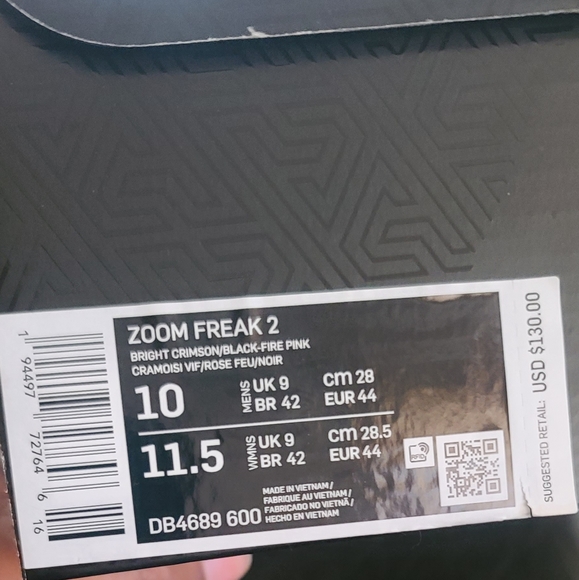 ZOOM FREAK 2
BRIGHT CRIMSON/BLACK-FIRE PINK
CRAMOISI VIF/ROSE FEU/NOIR
10 MENS UK 9 cm 28
BR 42 EUR 44
11.5 WMNS UK 9 cm 28.5
BR 42 EUR 44
RFID
MADE IN VIETNAM/
FABRIQUE AU VIETNAM/
FABRICADO NO VIETNÃ/
HECHO EN VIETNAM
DB4689 600
1 94497 72764 6 16
SUGGESTED RETAIL: USD $130.00